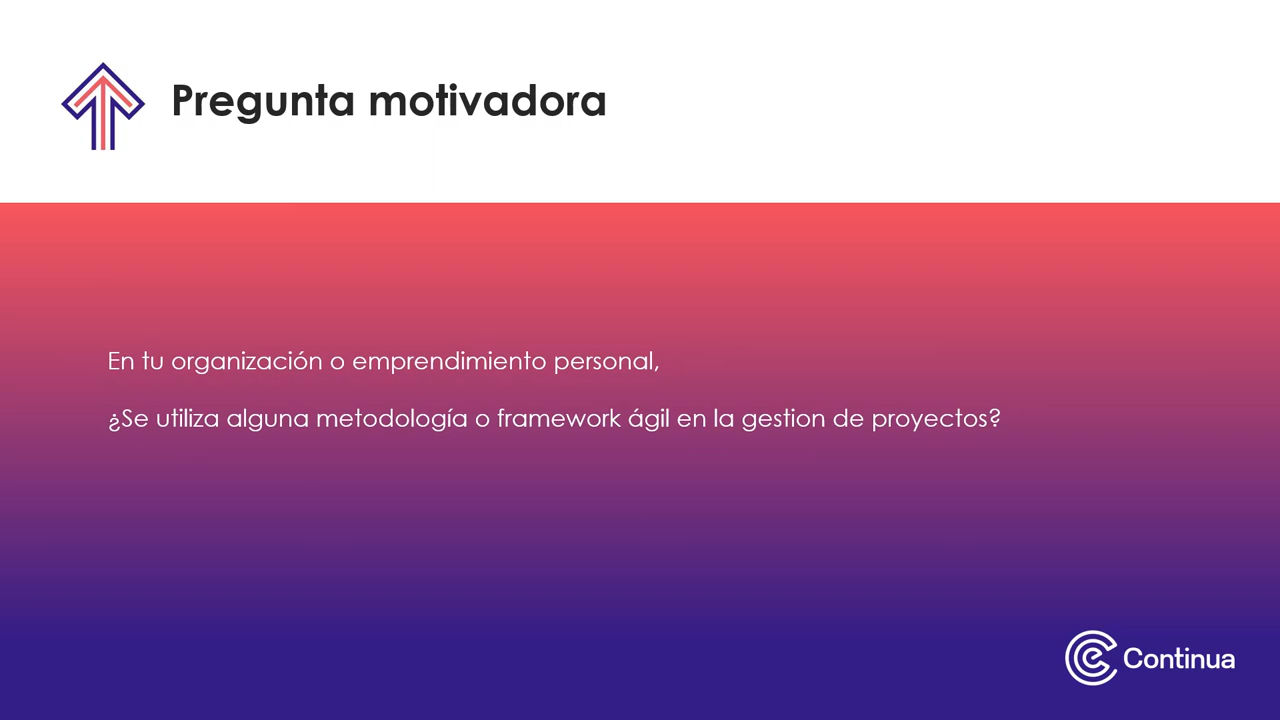 Pregunta motivadora
En tu organización o emprendimiento personal,
¿Se utiliza alguna metodología o framework ágil en la gestion de proyectos?
Continua